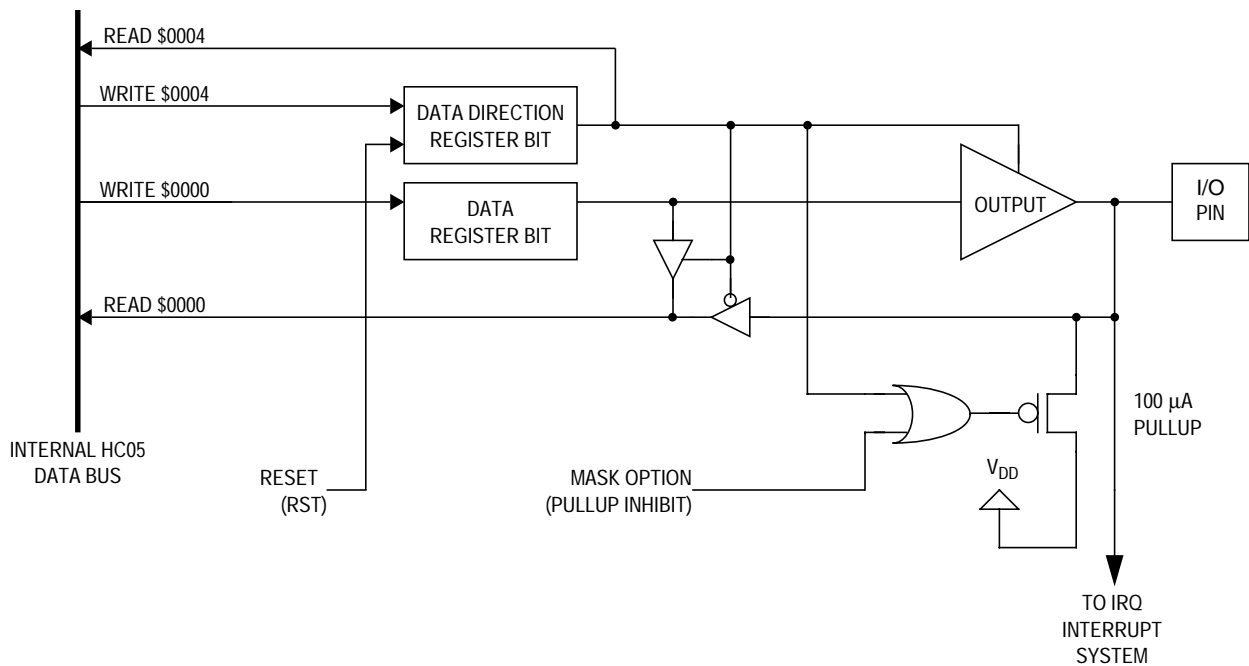 READ $0004
WRITE $0004
DATA DIRECTION
REGISTER BIT
WRITE $0000
DATA
REGISTER BIT
OUTPUT
I/O
PIN
READ $0000
INTERNAL HC05
DATA BUS
RESET
(RST)
MASK OPTION
(PULLUP INHIBIT)
VDD
100 µA
PULLUP
TO IRQ
INTERRUPT
SYSTEM